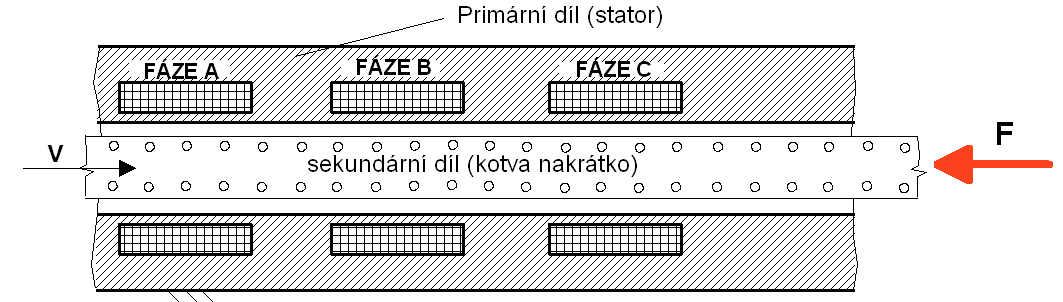 Primární díl (stator)
FÁZE A FÁZE B FÁZE C
V
sekundární díl (kotva nakrátko)
F